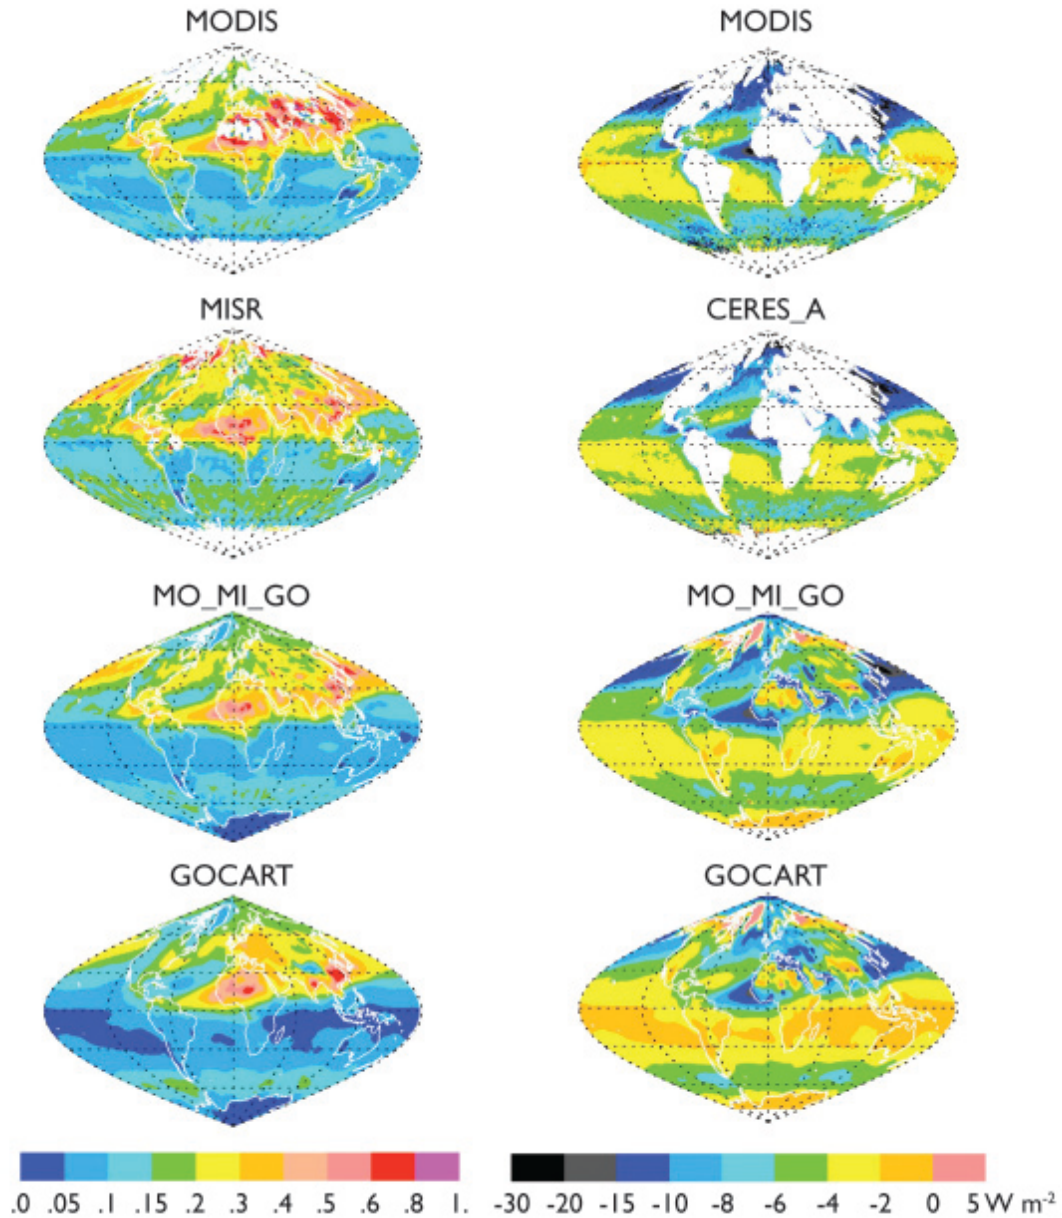 MODIS MODIS
MISR CERES_A
MO_MI_GO MO_MI_GO
GOCART GOCART
.0 .05 .1 .15 .2 .3 .4 .5 .6 .8 1. -30 -20 -15 -10 -8 -6 -4 -2 0 5 W m⁻²